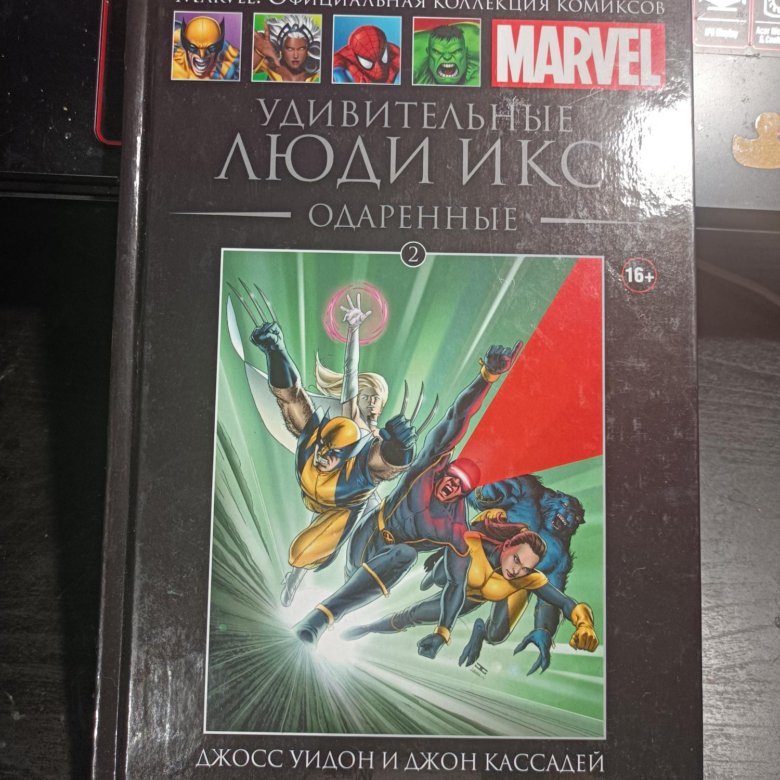 MARVEL. ОФИЦИАЛЬНАЯ КОЛЛЕКЦИЯ КОМИКСОВ
MARVEL
УДИВИТЕЛЬНЫЕ
ЛЮДИ ИКС
ОДАРЕННЫЕ
2
16+
ДЖОСС УИДОН И ДЖОН КАССАДЕЙ